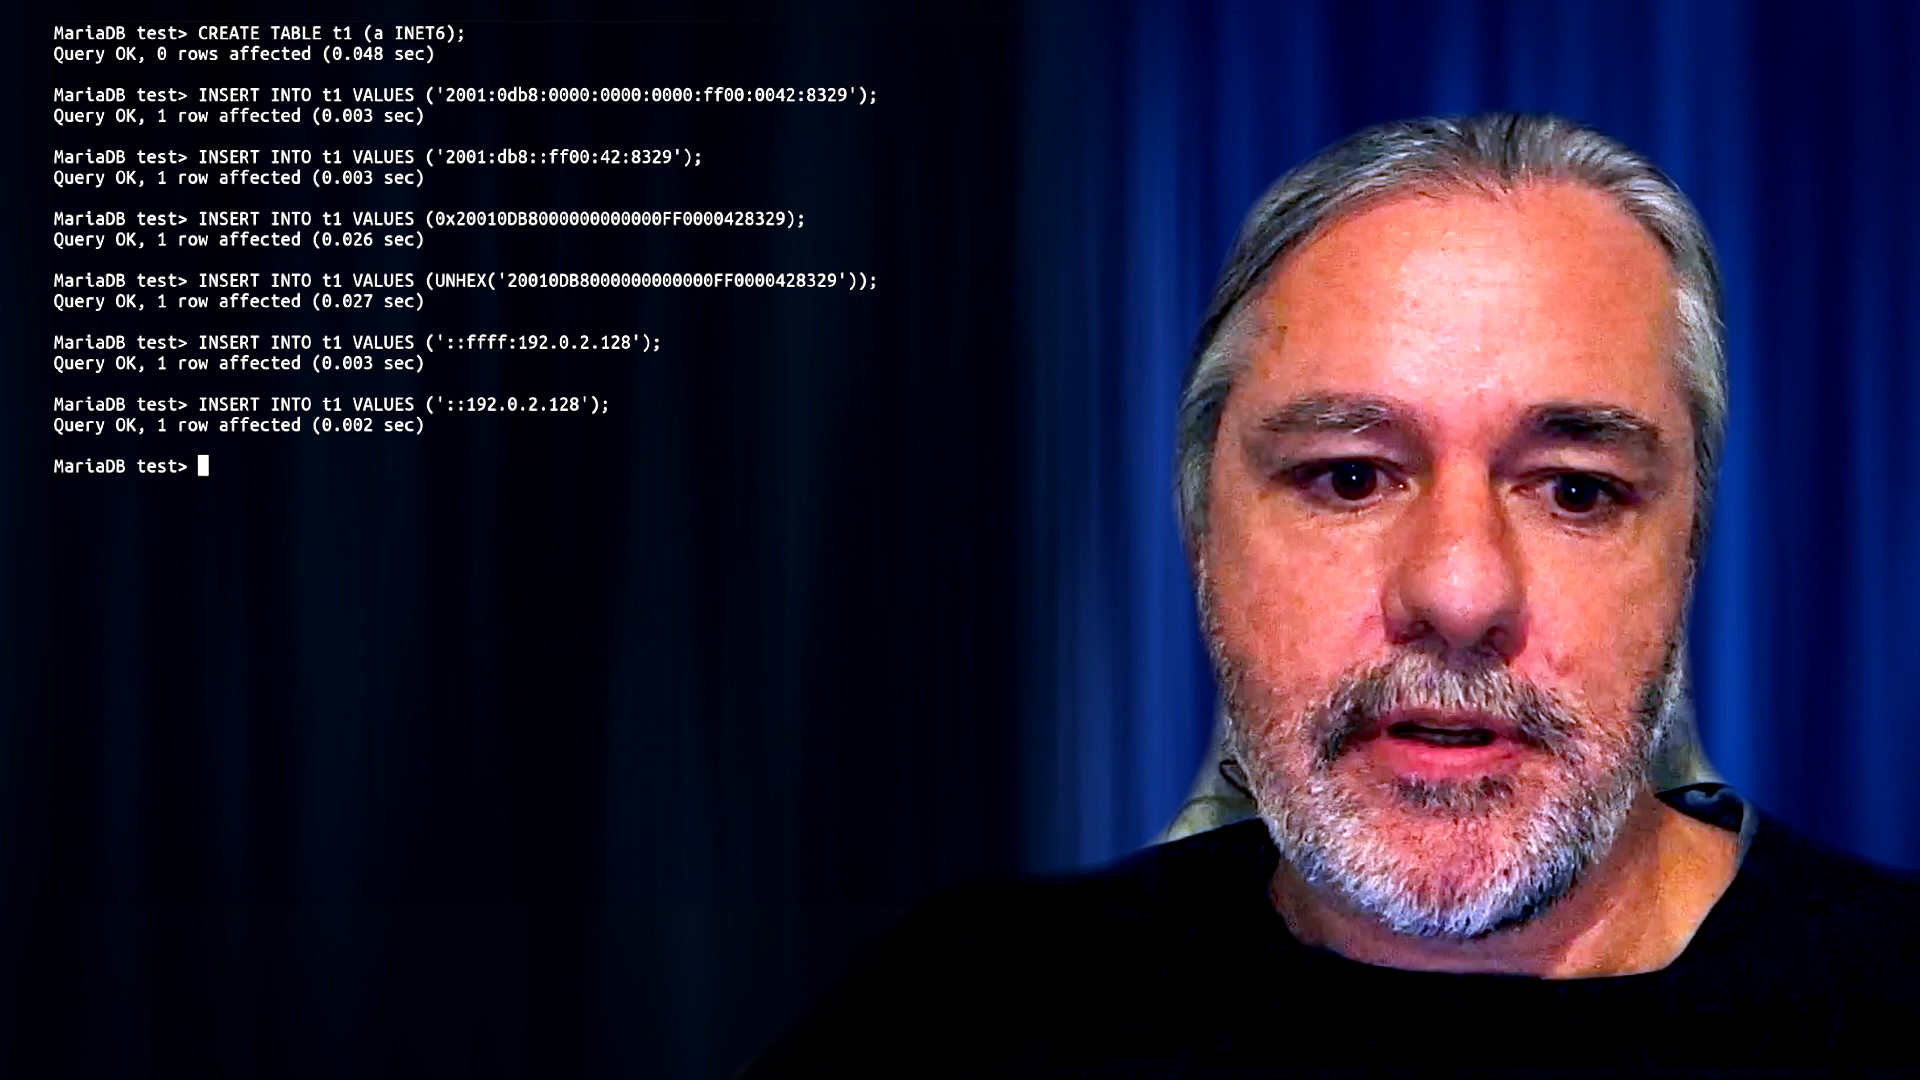 MariaDB test> CREATE TABLE t1 (a INET6);
Query OK, 0 rows affected (0.048 sec)
MariaDB test> INSERT INTO t1 VALUES ('2001:0db8:0000:0000:0000:ff00:0042:8329');
Query OK, 1 row affected (0.003 sec)
MariaDB test> INSERT INTO t1 VALUES ('2001:db8::ff00:42:8329');
Query OK, 1 row affected (0.003 sec)
MariaDB test> INSERT INTO t1 VALUES (0x20010DB8000000000000FF0000428329);
Query OK, 1 row affected (0.026 sec)
MariaDB test> INSERT INTO t1 VALUES (UNHEX('20010DB8000000000000FF0000428329'));
Query OK, 1 row affected (0.027 sec)
MariaDB test> INSERT INTO t1 VALUES ('::ffff:192.0.2.128');
Query OK, 1 row affected (0.003 sec)
MariaDB test> INSERT INTO t1 VALUES ('::192.0.2.128');
Query OK, 1 row affected (0.002 sec)
MariaDB test>